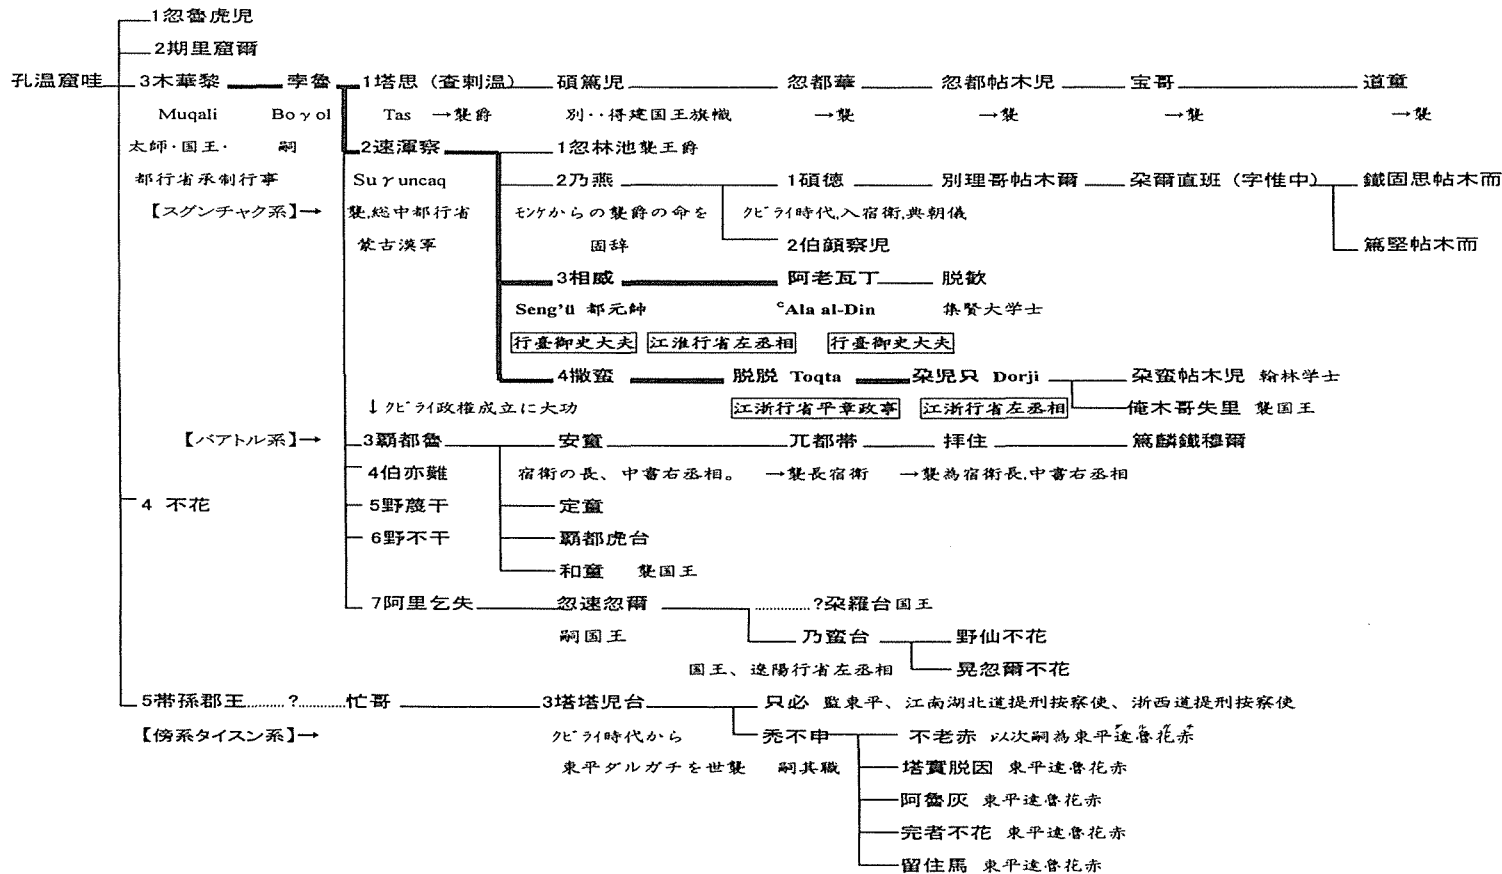 1忽魯虎児
2期里窟爾
孔温窟哇 3木華黎 孛魯 1塔思(査剌温) 碩篤児 忽都華 忽都帖木児 宝哥 道童
Muqali Boγol Tas →襲爵 別‥得建国王旗幟 →襲 →襲 →襲 →襲
太師・国王・ 嗣 2速渾察 1忽林池襲王爵
都行省承制行事 Suγuncaq 2乃燕 1碩徳 別理哥帖木爾 朶爾直班(字惟中) 鐵固思帖木而
【スグンチャク系】→ 襲,総中都行省 モンケからの襲爵の命を クビライ時代,入宿衛,典朝儀
蒙古漢軍 固辞 2伯顔察児 篤堅帖木而
3相威 阿老瓦丁 脱歓
Seng'ü 都元帥 ᶜAla al-Din 集賢大学士
行臺御史大夫 江淮行省左丞相 行臺御史大夫
4撒蛮 脱脱 Toqta 朶児只 Dorji 朶蛮帖木児 翰林学士
↓クビライ政権成立に大功 江浙行省平章政事 江浙行省左丞相 俺木哥失里 襲国王
【バアトル系】→ 3覇都魯 安童 兀都帯 拝住 篤麟鐵穆爾
4伯亦難 宿衛の長、中書右丞相。 →襲長宿衛 →襲為宿衛長,中書右丞相
4 不花 5野蔑干 定童
6野不干 覇都虎台
和童 襲国王
7阿里乞失 忽速忽爾 ?朶羅台国王
嗣国王 乃蛮台 野仙不花
国王、遼陽行省左丞相 晃忽爾不花
5帯孫郡王 ? 忙哥 3塔塔児台 只必 監東平、江南湖北道提刑按察使、浙西道提刑按察使
【傍系タイスン系】→ クビライ時代から 禿不申 不老赤 以次嗣為東平達魯花赤
東平ダルガチを世襲 嗣其職 塔實脱因 東平達魯花赤
阿魯灰 東平達魯花赤
完者不花 東平達魯花赤
留住馬 東平達魯花赤